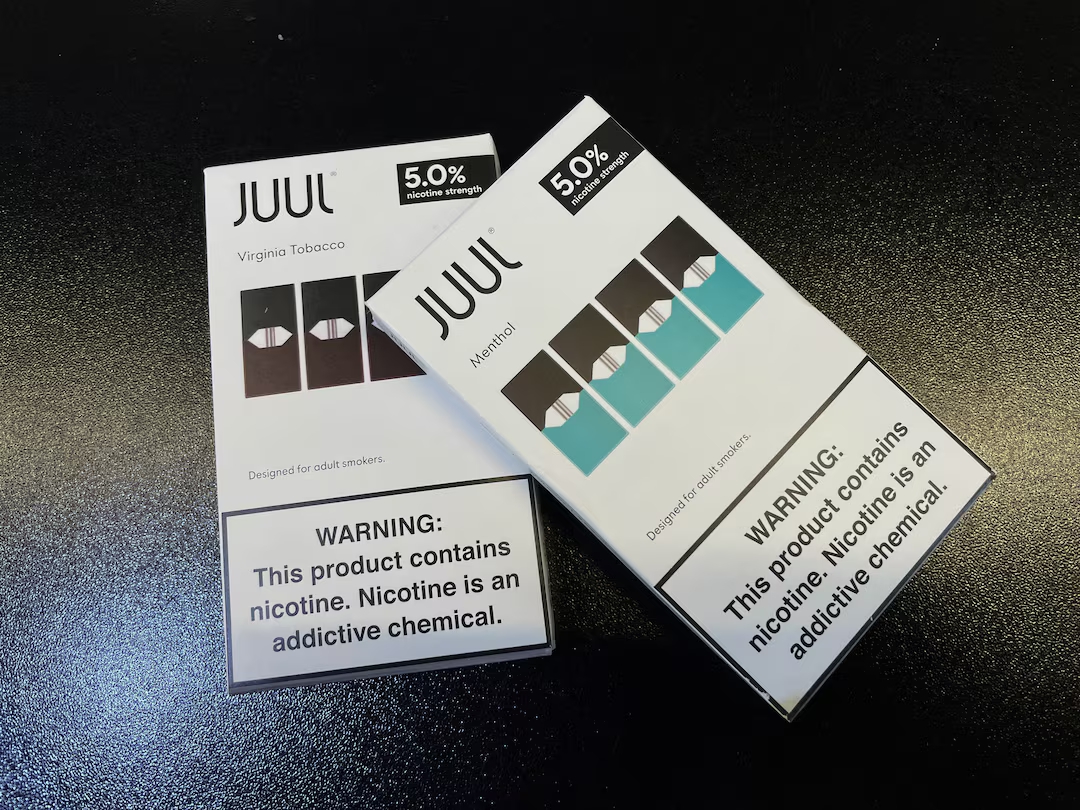 JUUL®
5.0%
nicotine strength
Virginia Tobacco
Designed for adult smokers.
WARNING:
This product contains
nicotine. Nicotine is an
addictive chemical.
JUUL®
5.0%
nicotine strength
Menthol
Designed for adult smokers.
WARNING:
This product contains
nicotine. Nicotine is an
addictive chemical.